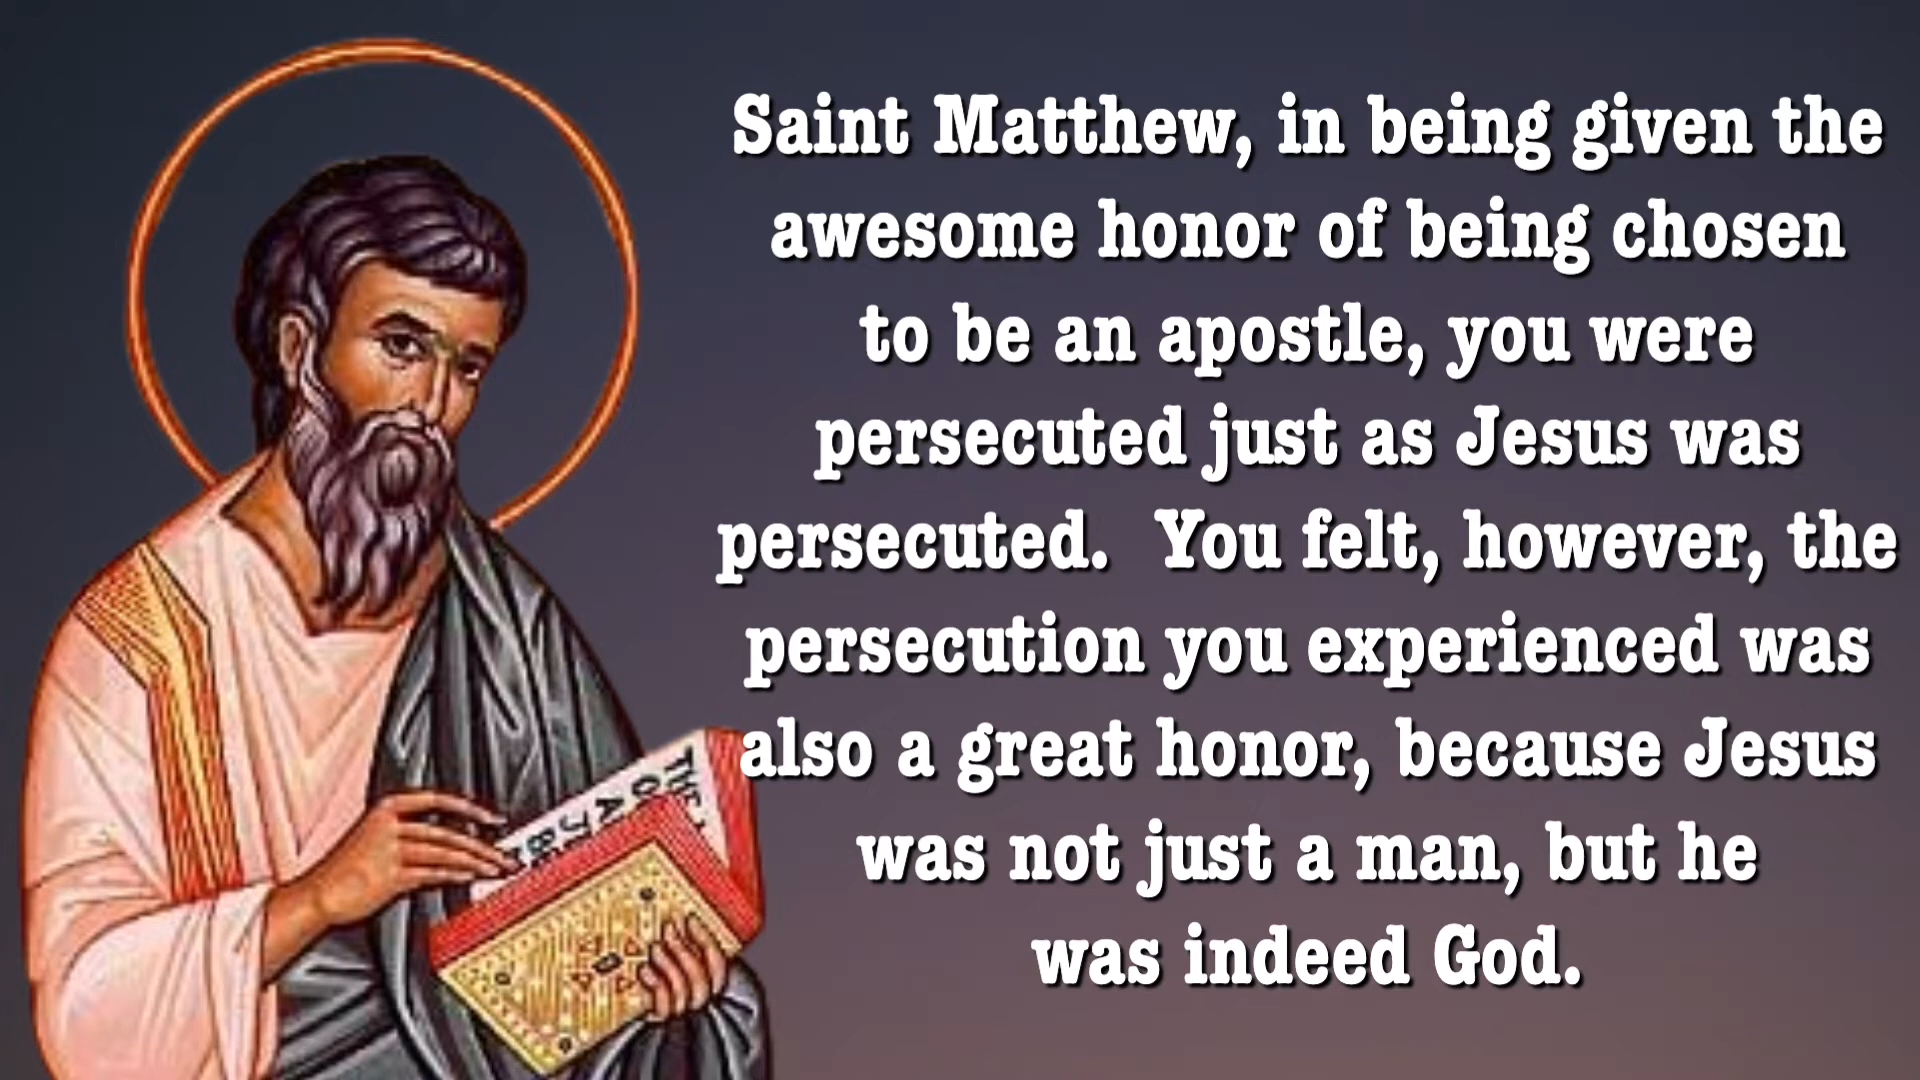 Saint Matthew, in being given the
awesome honor of being chosen
to be an apostle, you were
persecuted just as Jesus was
persecuted.  You felt, however, the
persecution you experienced was
also a great honor, because Jesus
was not just a man, but he
was indeed God.